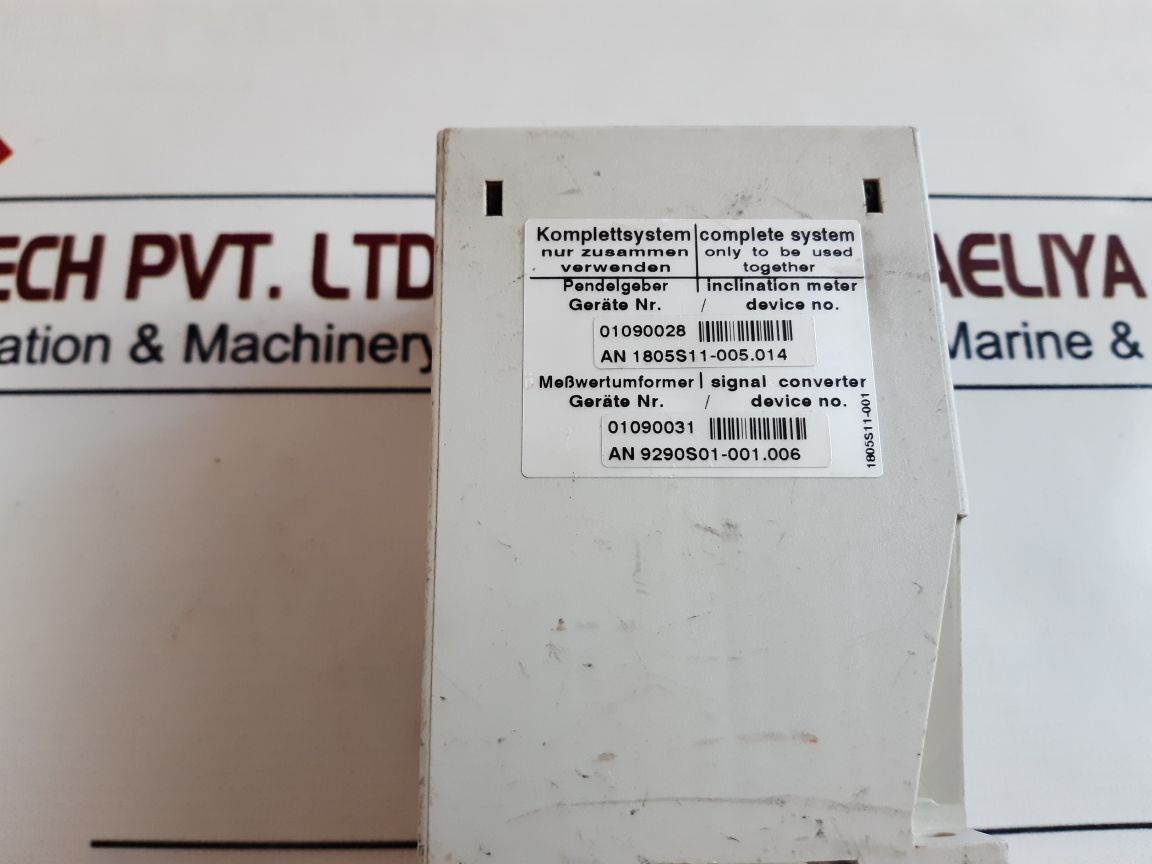 Komplettsystem | complete system
nur zusammen | only to be used
verwenden | together
Pendelgeber | inclination meter
Geräte Nr. / device no.
01090028
AN 1805S11-005.014
Meßwertumformer | signal converter
Geräte Nr. / device no.
01090031
AN 9290S01-001.006
1805S11-001
ECH PVT. LTD
AELIYA
ation & Machinery
Marine &